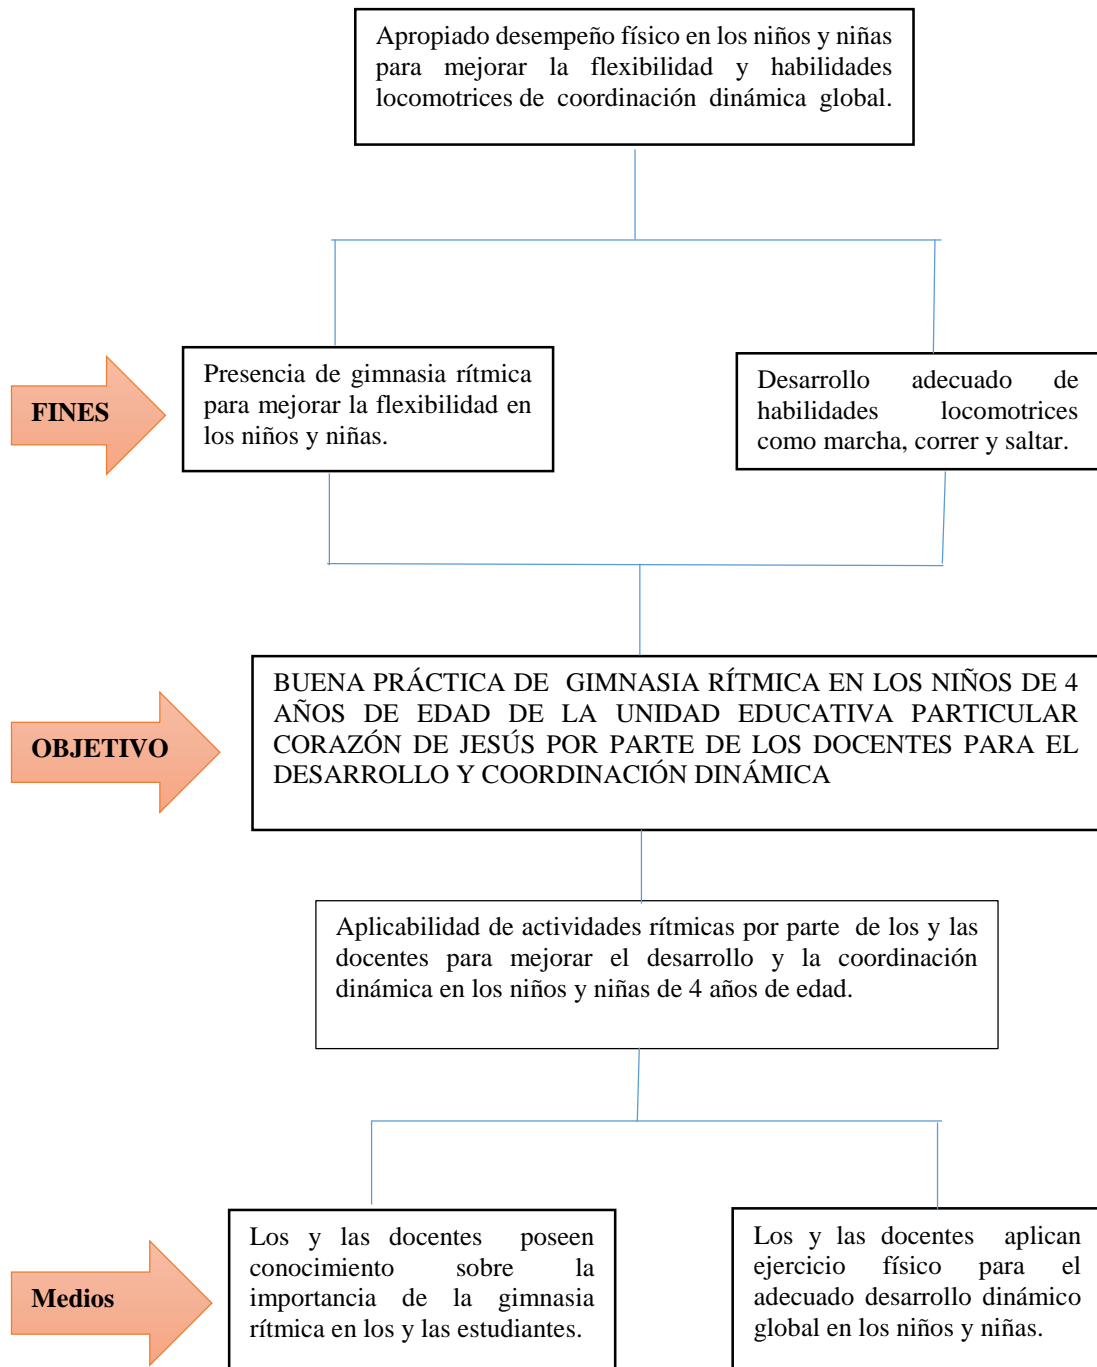 Apropiado desempeño físico en los niños y niñas
para mejorar la flexibilidad y habilidades
locomotrices de coordinación dinámica global.
FINES
Presencia de gimnasia rítmica
para mejorar la flexibilidad en
los niños y niñas.
Desarrollo adecuado de
habilidades locomotrices
como marcha, correr y saltar.
OBJETIVO
BUENA PRÁCTICA DE GIMNASIA RÍTMICA EN LOS NIÑOS DE 4
AÑOS DE EDAD DE LA UNIDAD EDUCATIVA PARTICULAR
CORAZÓN DE JESÚS POR PARTE DE LOS DOCENTES PARA EL
DESARROLLO Y COORDINACIÓN DINÁMICA
Aplicabilidad de actividades rítmicas por parte de los y las
docentes para mejorar el desarrollo y la coordinación
dinámica en los niños y niñas de 4 años de edad.
Medios
Los y las docentes poseen
conocimiento sobre la
importancia de la gimnasia
rítmica en los y las estudiantes.
Los y las docentes aplican
ejercicio físico para el
adecuado desarrollo dinámico
global en los niños y niñas.